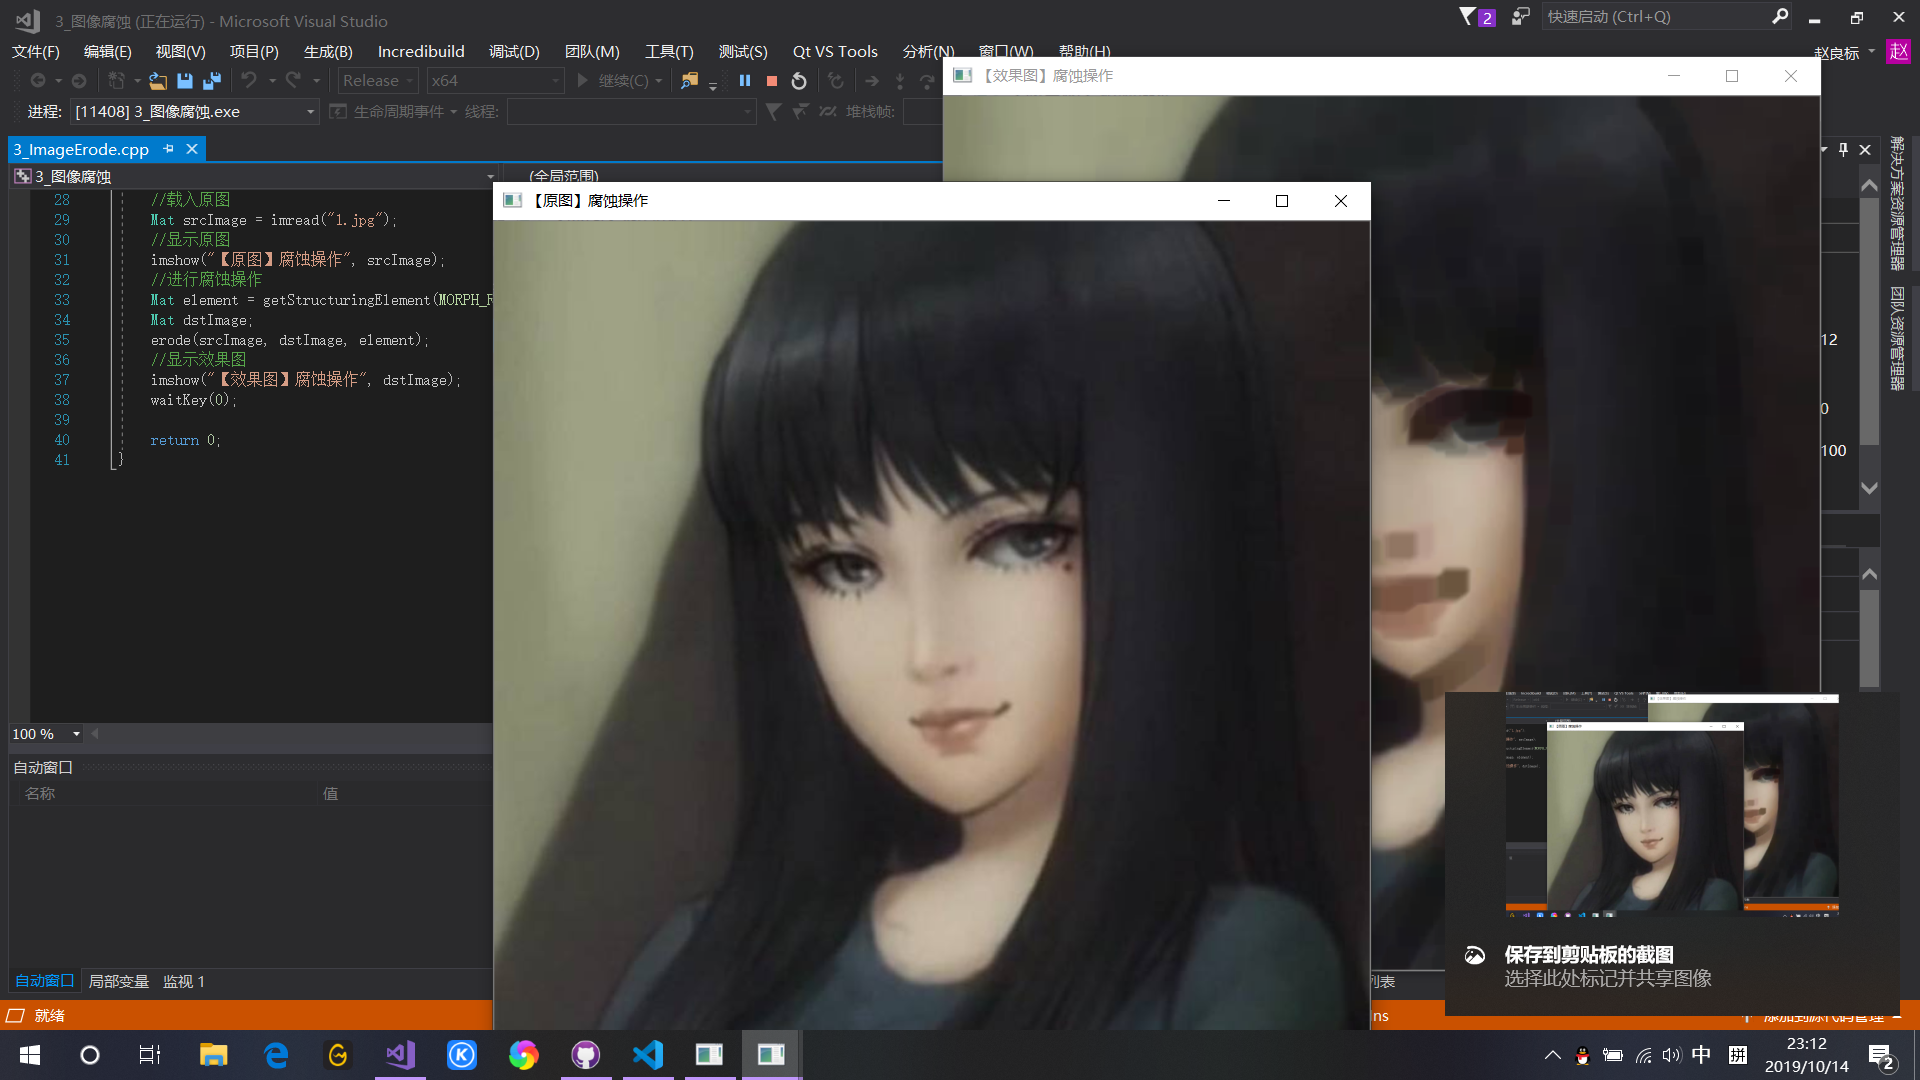 3_图像腐蚀 (正在运行) - Microsoft Visual Studio
2
快速启动 (Ctrl+Q)
文件(F) 编辑(E) 视图(V) 项目(P) 生成(B) Incredibuild 调试(D) 团队(M) 工具(T) 测试(S) Qt VS Tools 分析(N) 窗口(W) 帮助(H)
赵良标 赵
Release x64 继续(C)
【效果图】腐蚀操作
进程: [11408] 3_图像腐蚀.exe 生命周期事件 线程: 堆栈帧:
3_ImageErode.cpp
3_图像腐蚀 (全局范围)
【原图】腐蚀操作
28 //载入原图
29 Mat srcImage = imread("1.jpg");
30 //显示原图
31 imshow("【原图】腐蚀操作", srcImage);
32 //进行腐蚀操作
33 Mat element = getStructuringElement(MORPH_R
34 Mat dstImage;
35 erode(srcImage, dstImage, element);
36 //显示效果图
37 imshow("【效果图】腐蚀操作", dstImage);
38 waitKey(0);
39
40 return 0;
41 }
解决方案资源管理器
团队资源管理器
12
0
100
100 %
自动窗口
名称 值
自动窗口 局部变量 监视 1
列表
保存到剪贴板的截图
选择此处标记并共享图像
就绪
ns
添加到源代码管理
中 拼
23:12
2019/10/14
2